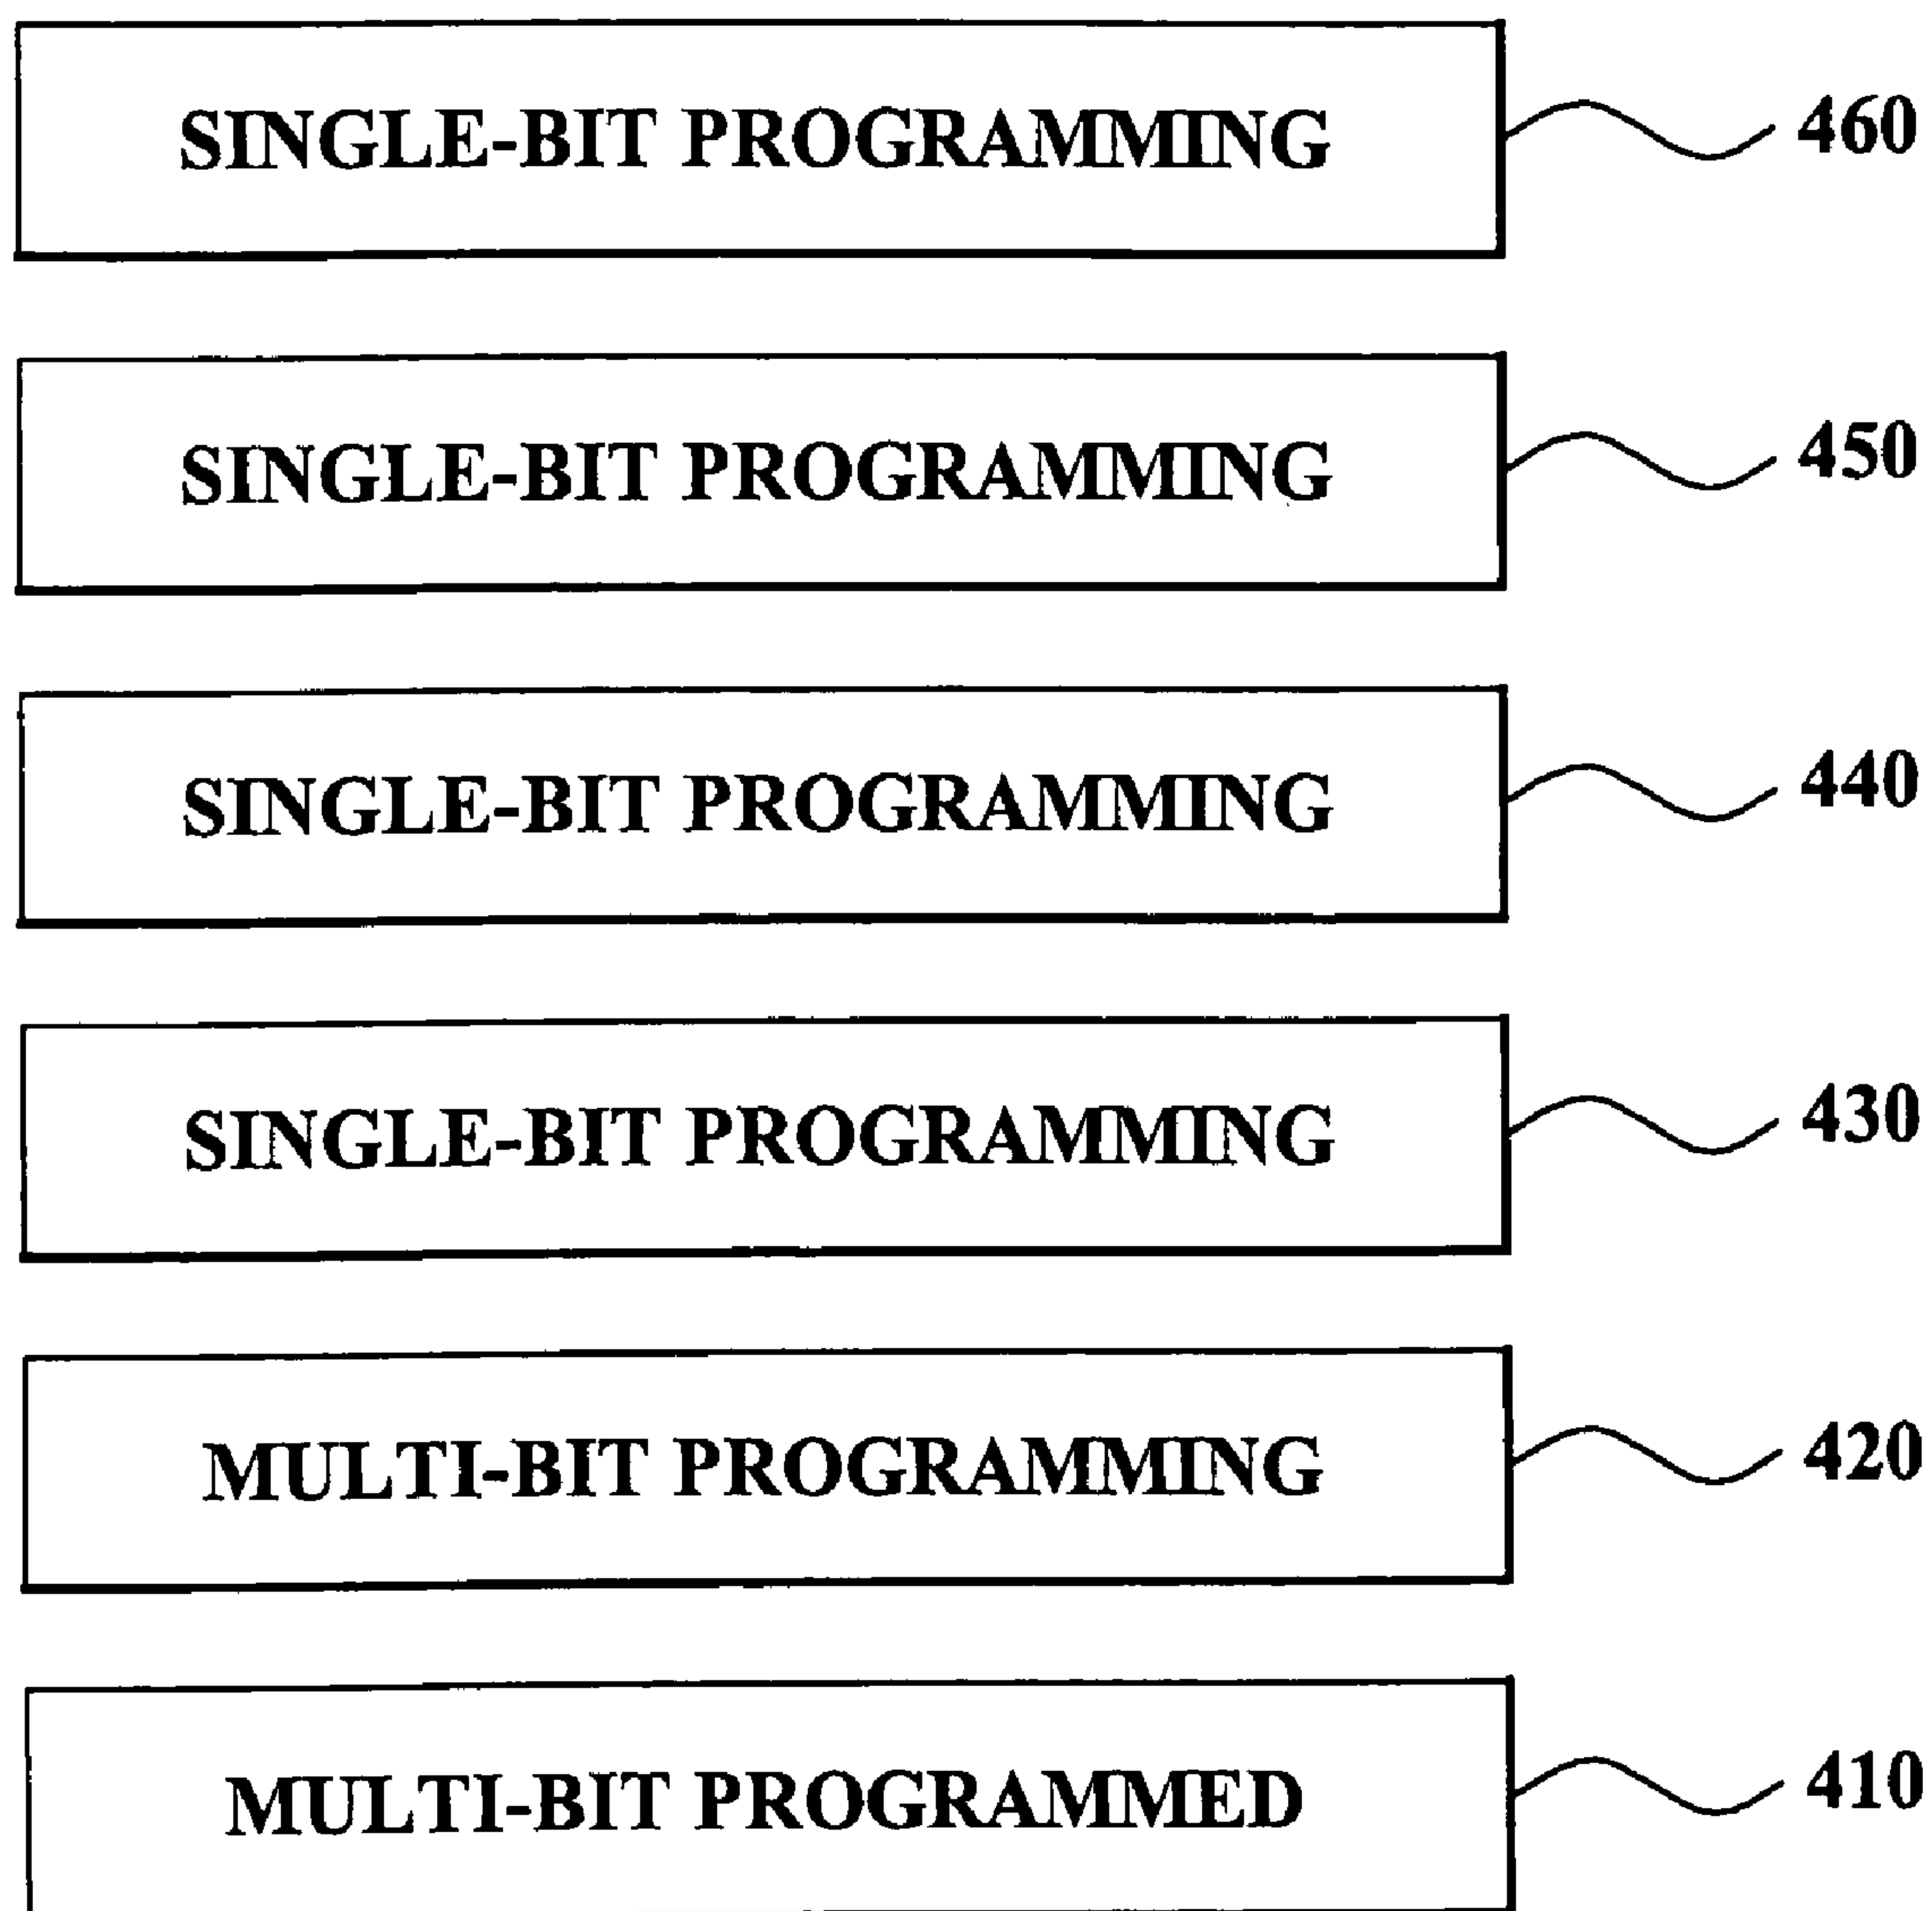 SINGLE-BIT PROGRAMMING 460
SINGLE-BIT PROGRAMMING 450
SINGLE-BIT PROGRAMMING 440
SINGLE-BIT PROGRAMMING 430
MULTI-BIT PROGRAMMING 420
MULTI-BIT PROGRAMMED 410